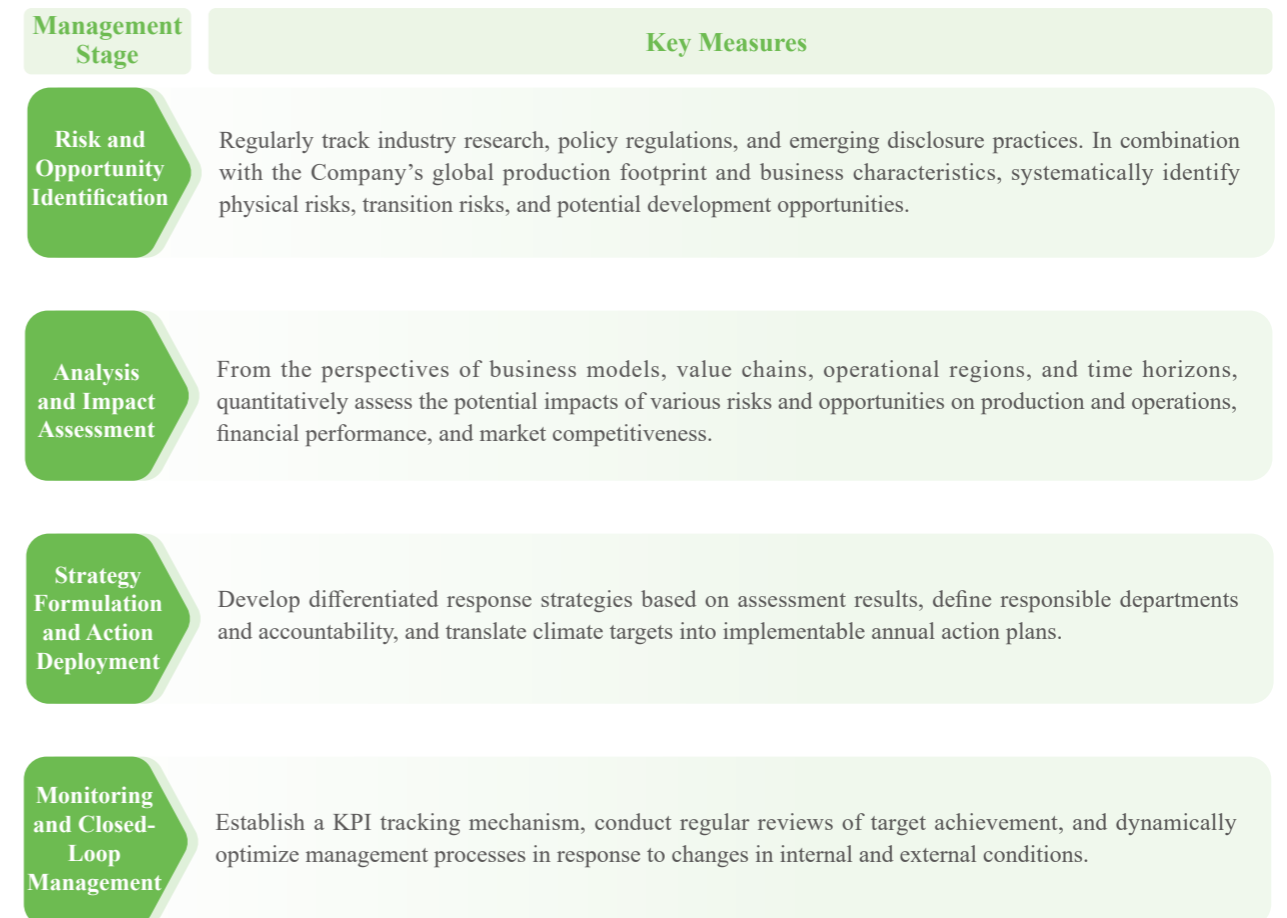 Management
Stage
Key Measures
Risk and
Opportunity
Identification
Regularly track industry research, policy regulations, and emerging disclosure practices. In combination
with the Company’s global production footprint and business characteristics, systematically identify
physical risks, transition risks, and potential development opportunities.
Analysis
and Impact
Assessment
From the perspectives of business models, value chains, operational regions, and time horizons,
quantitatively assess the potential impacts of various risks and opportunities on production and operations,
financial performance, and market competitiveness.
Strategy
Formulation
and Action
Deployment
Develop differentiated response strategies based on assessment results, define responsible departments
and accountability, and translate climate targets into implementable annual action plans.
Monitoring
and Closed-
Loop
Management
Establish a KPI tracking mechanism, conduct regular reviews of target achievement, and dynamically
optimize management processes in response to changes in internal and external conditions.